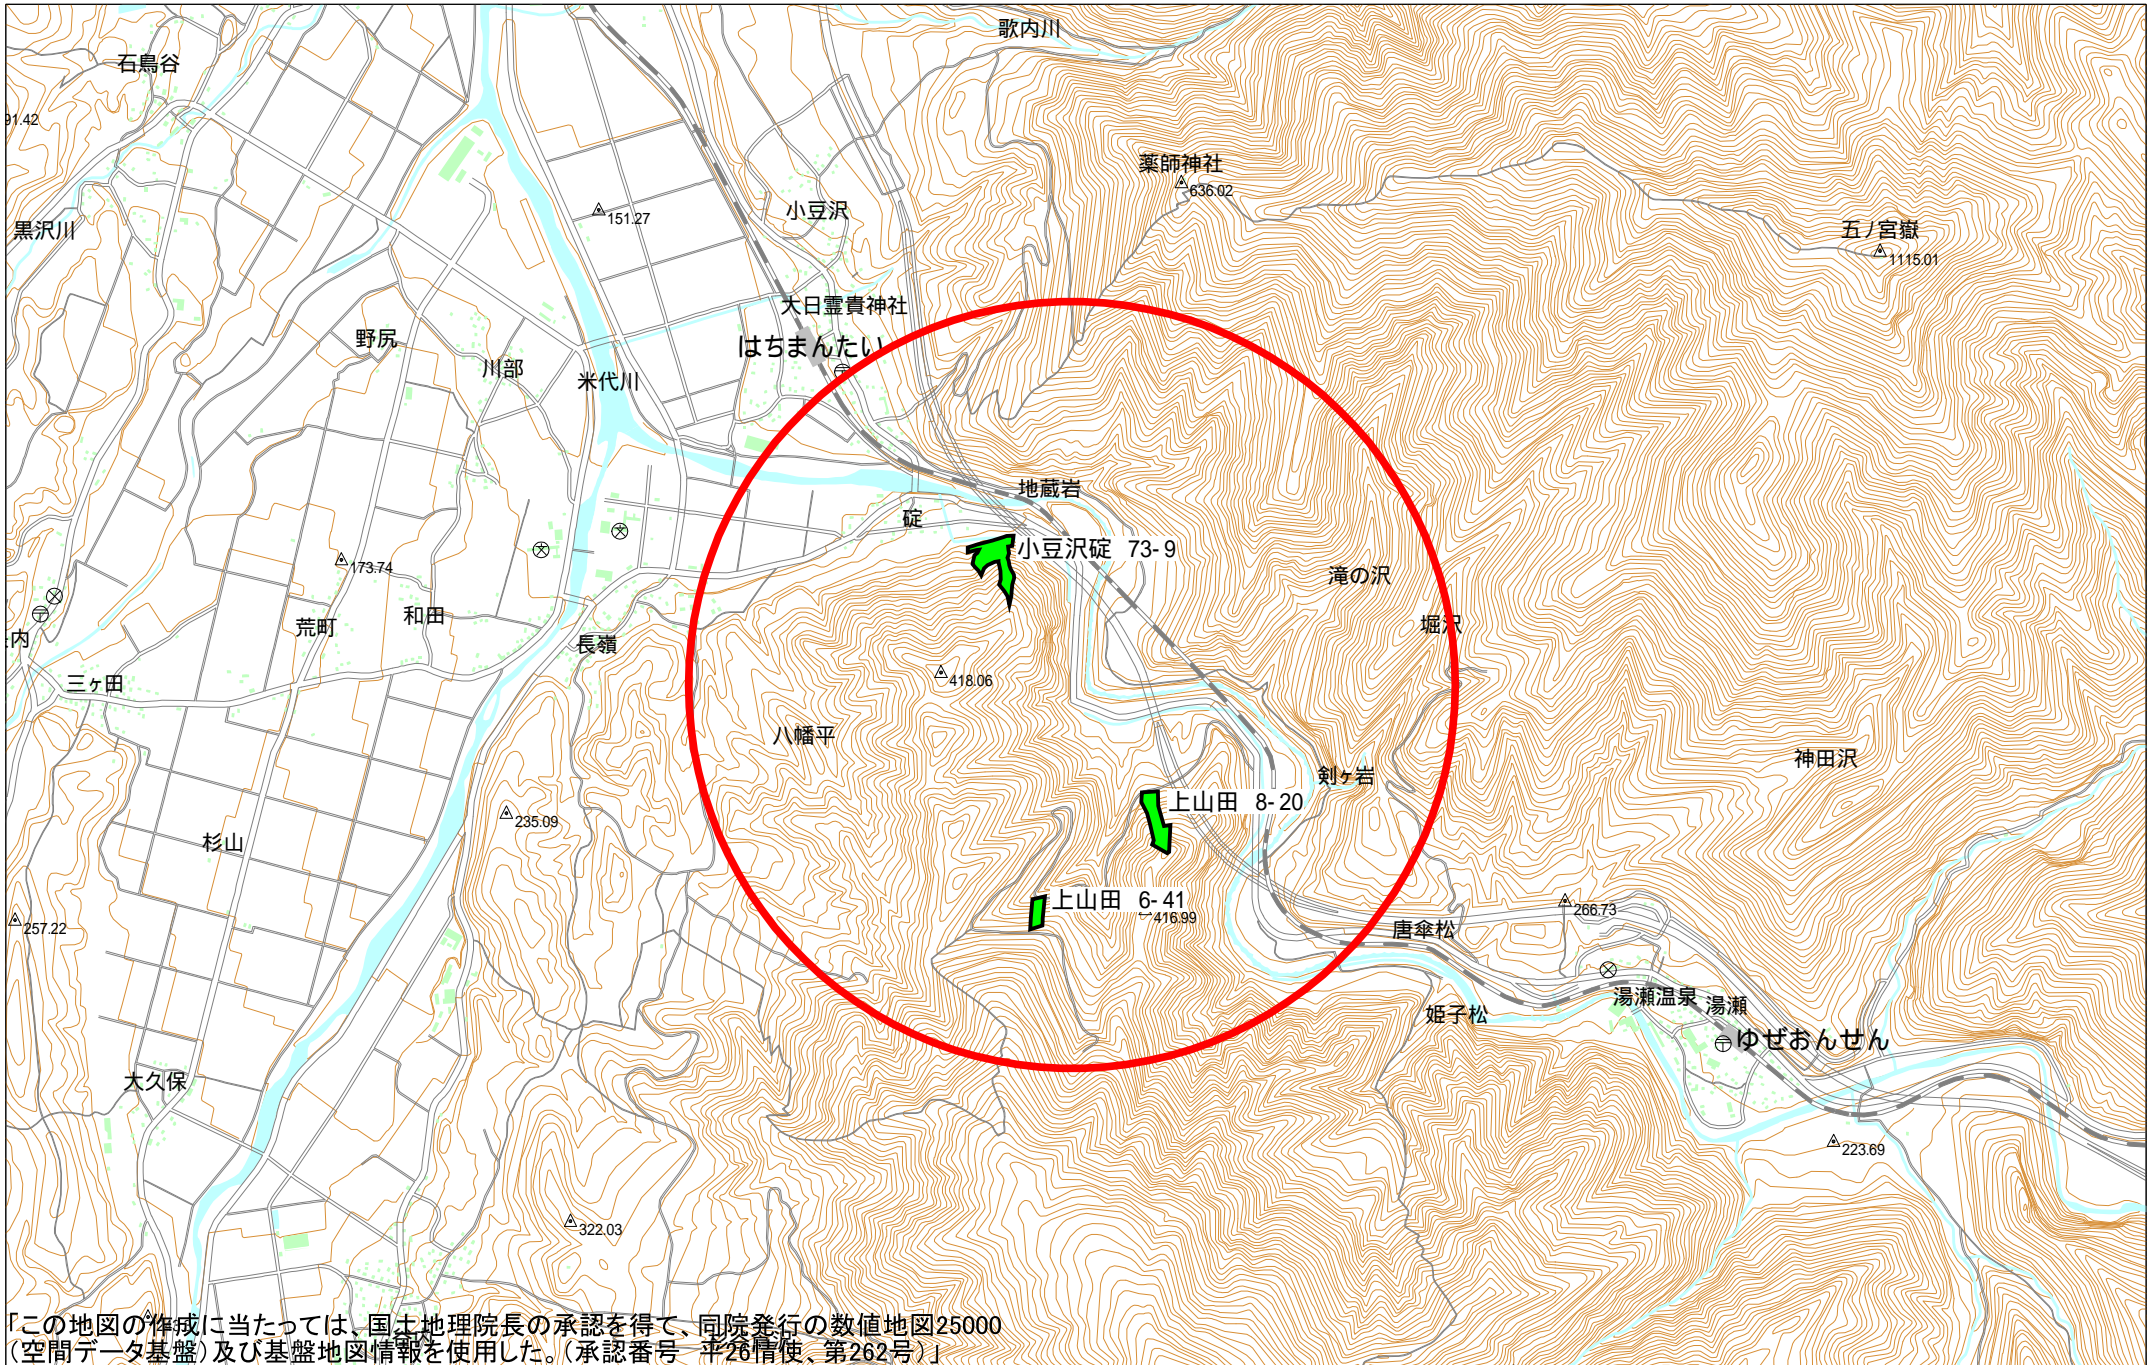 歌内川
石鳥谷
91.42
薬師神社
636.02
151.27
小豆沢
黒沢川
五ノ宮嶽
1115.01
大日霊貴神社
はちまんたい
野尻
川部
米代川
地蔵岩
碇
小豆沢碇 73-9
173.74
滝の沢
和田
荒町
堀沢
内
長嶺
418.06
三ヶ田
八幡平
神田沢
剣ヶ岩
上山田 8-20
235.09
杉山
上山田 6-41
416.99
266.73
257.22
唐傘松
湯瀬温泉
湯瀬
姫子松
ゆぜおんせん
大久保
223.69
322.03
「この地図の作成に当たっては、国土地理院長の承認を得て、同院発行の数値地図25000
（空間データ基盤）及び基盤地図情報を使用した。（承認番号 平26情使、第262号）」